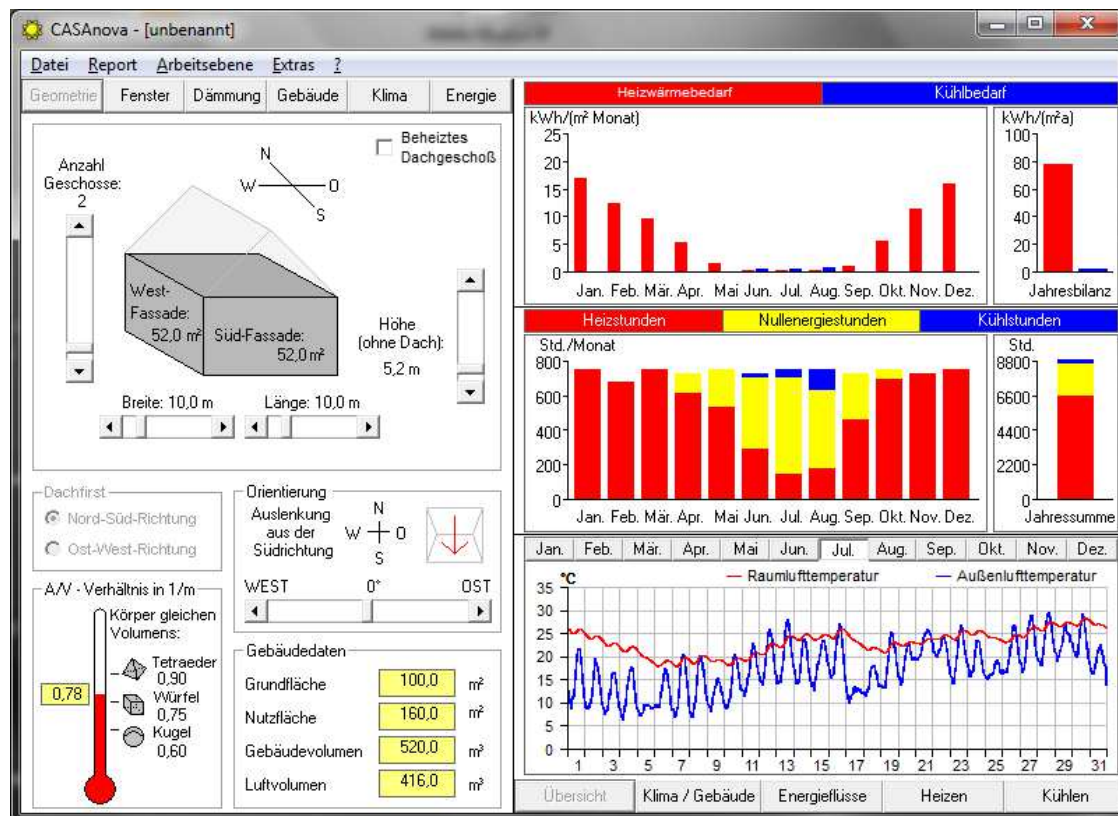 CASAnova - [unbenannt]
Datei Report Arbeitsebene Extras ?
Geometrie Fenster Dämmung Gebäude Klima Energie
Anzahl
Geschosse:
2
N
W O
S
Beheiztes
Dachgeschoß
West-
Fassade:
52,0 m²
Süd-Fassade:
52,0 m²
Höhe
(ohne Dach):
5,2 m
Breite: 10,0 m Länge: 10,0 m
Dachfirst
Nord-Süd-Richtung
Ost-West-Richtung
Orientierung
Auslenkung
aus der
Südrichtung
N
W O
S
WEST 0° OST
A/V - Verhältnis in 1/m
Körper gleichen
Volumens:
Tetraeder
0,90
0,78
Würfel
0,75
Kugel
0,60
Gebäudedaten
Grundfläche 100,0 m²
Nutzfläche 160,0 m²
Gebäudevolumen 520,0 m³
Luftvolumen 416,0 m³
Heizwärmebedarf Kühlbedarf
kWh/(m² Monat)
25
20
15
10
5
0
Jan. Feb. Mär. Apr. Mai Jun. Jul. Aug. Sep. Okt. Nov. Dez.
kWh/(m²a)
100
80
60
40
20
0
Jahresbilanz
Heizstunden Nullenergiestunden Kühlstunden
Std./Monat
800
600
400
200
0
Jan. Feb. Mär. Apr. Mai Jun. Jul. Aug. Sep. Okt. Nov. Dez.
Std.
8800
6600
4400
2200
0
Jahressumme
Jan. Feb. Mär. Apr. Mai Jun. Jul. Aug. Sep. Okt. Nov. Dez.
°C Raumlufttemperatur Außenlufttemperatur
35
30
25
20
15
10
5
0
1 3 5 7 9 11 13 15 17 19 21 23 25 27 29 31
Übersicht Klima / Gebäude Energieflüsse Heizen Kühlen